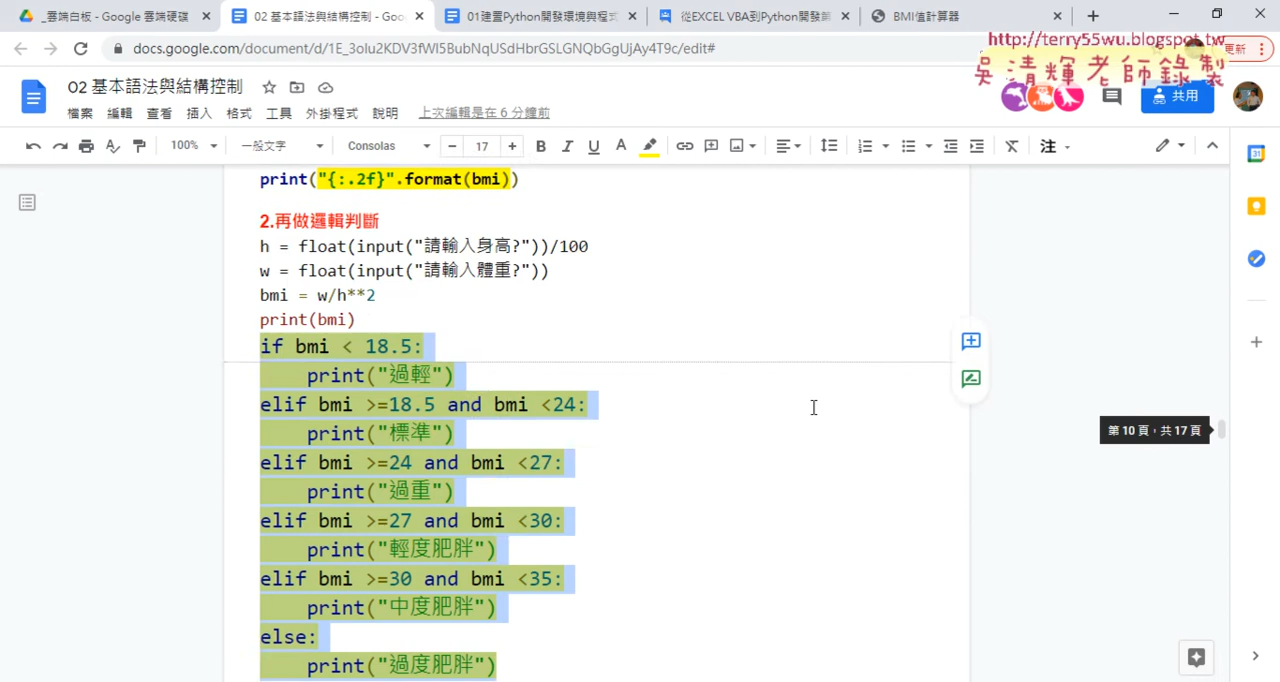 _雲端白板 - Google 雲端硬碟
02 基本語法與結構控制 - Goo
01建置Python開發環境與程式
從EXCEL VBA到Python開發
BMI值計算器
docs.google.com/document/d/1E_3oIu2KDV3fWI5BubNqUSdHbrGSLGNQbGgUjAy4T9c/edit#
http://terry55wu.blogspot.tw
更新
吳清輝老師錄製
02 基本語法與結構控制
檔案 編輯 查看 插入 格式 工具 外掛程式 說明 上次編輯是在 6 分鐘前
共用
100% 一般文字 Consolas 17 B I U A 注
print("{:.2f}".format(bmi))
2.再做邏輯判斷
h = float(input("請輸入身高?"))/100
w = float(input("請輸入體重?"))
bmi = w/h**2
print(bmi)
if bmi < 18.5:
print("過輕")
elif bmi >=18.5 and bmi <24:
print("標準")
elif bmi >=24 and bmi <27:
print("過重")
elif bmi >=27 and bmi <30:
print("輕度肥胖")
elif bmi >=30 and bmi <35:
print("中度肥胖")
else:
print("過度肥胖")
第 10 頁，共 17 頁
31